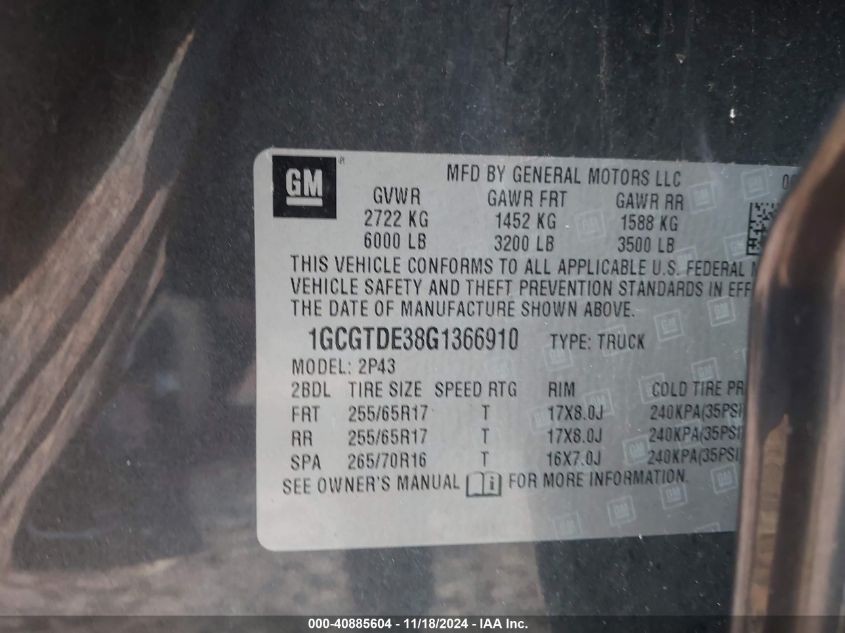 GM ®
MFD BY GENERAL MOTORS LLC
GVWR GAWR FRT GAWR RR
2722 KG 1452 KG 1588 KG
6000 LB 3200 LB 3500 LB
THIS VEHICLE CONFORMS TO ALL APPLICABLE U.S. FEDERAL
VEHICLE SAFETY AND THEFT PREVENTION STANDARDS IN EFF
THE DATE OF MANUFACTURE SHOWN ABOVE.
1GCGTDE38G1366910 TYPE: TRUCK
MODEL: 2P43
2BDL TIRE SIZE SPEED RTG RIM COLD TIRE PR
FRT 255/65R17 T 17X8.0J 240KPA(35PSI)
RR 255/65R17 T 17X8.0J 240KPA(35PSI)
SPA 265/70R16 T 16X7.0J 240KPA(35PSI)
SEE OWNER'S MANUAL i FOR MORE INFORMATION.
000-40885604 - 11/18/2024 - IAA Inc.